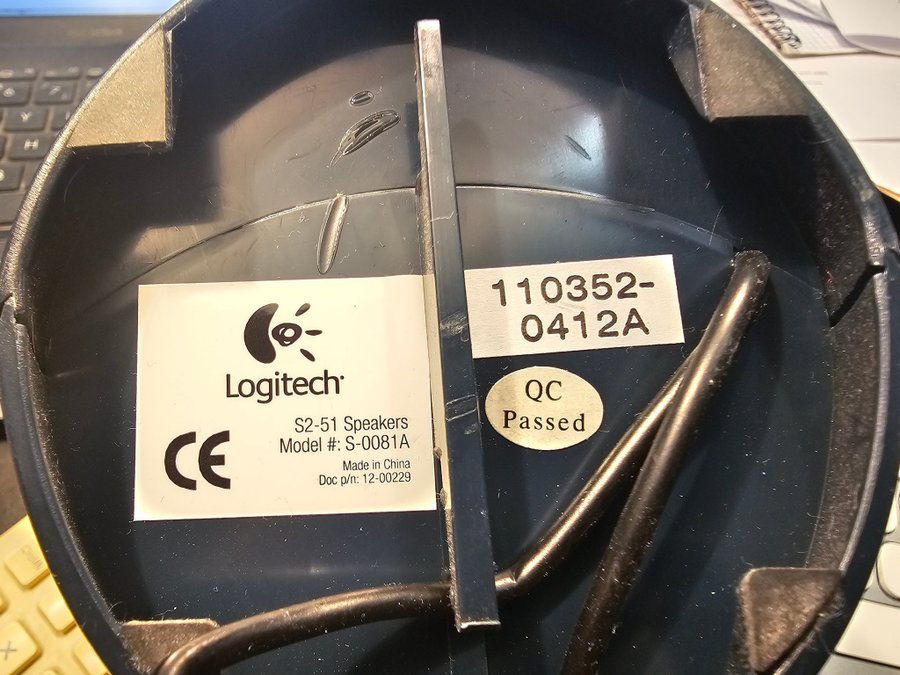 Logitech
S2-51 Speakers
Model #: S-0081A
Made in China
Doc p/n: 12-00229
CE
110352-
0412A
QC
Passed